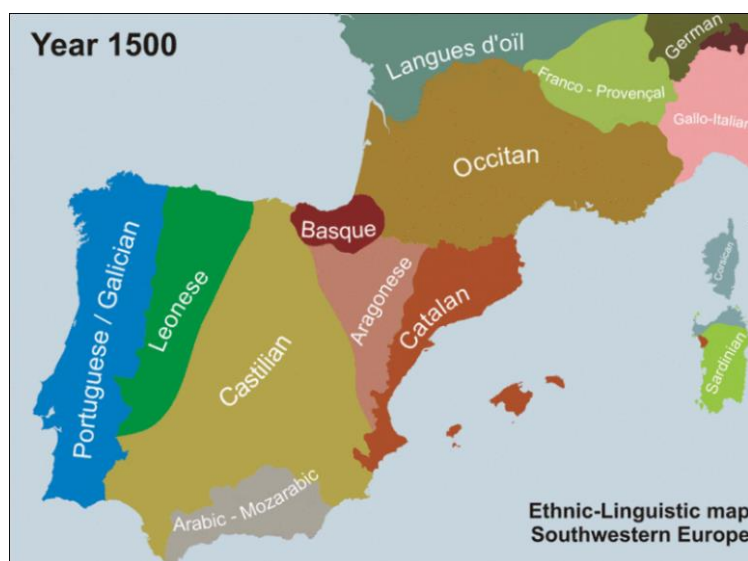 Year 1500
Langues d'oïl
German
Franco - Provençal
Gallo-Italian
Occitan
Basque
Portuguese / Galician
Leonese
Castilian
Aragonese
Catalan
Corsican
Sardinian
Arabic - Mozarabic
Ethnic-Linguistic map
Southwestern Europe